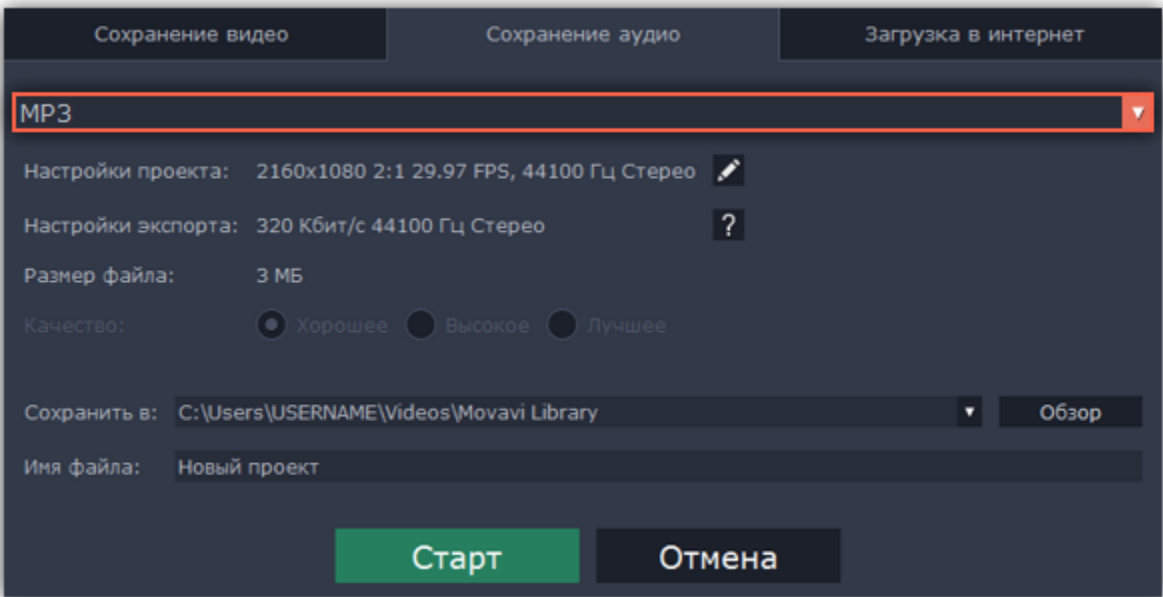 Сохранение видео Сохранение аудио Загрузка в интернет
MP3
Настройки проекта: 2160x1080 2:1 29.97 FPS, 44100 Гц Стерео
Настройки экспорта: 320 Кбит/с 44100 Гц Стерео ?
Размер файла: 3 МБ
Качество: Хорошее Высокое Лучшее
Сохранить в: C:\Users\USERNAME\Videos\Movavi Library Обзор
Имя файла: Новый проект
Старт Отмена